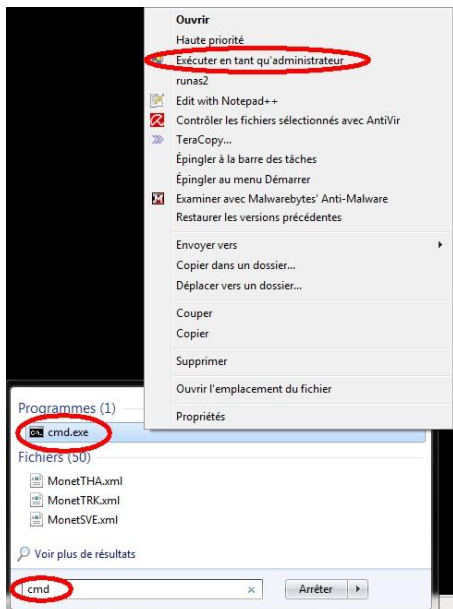 Ouvrir
Haute priorité
Exécuter en tant qu'administrateur
runas2
Edit with Notepad++
Contrôler les fichiers sélectionnés avec AntiVir
TeraCopy...
Épingler à la barre des tâches
Épingler au menu Démarrer
Examiner avec Malwarebytes' Anti-Malware
Restaurer les versions précédentes
Envoyer vers
Copier dans un dossier...
Déplacer vers un dossier...
Couper
Copier
Supprimer
Ouvrir l'emplacement du fichier
Propriétés
Programmes (1)
cmd.exe
Fichiers (50)
MonetTHA.xml
MonetTRK.xml
MonetSVE.xml
Voir plus de résultats
cmd
Arrêter